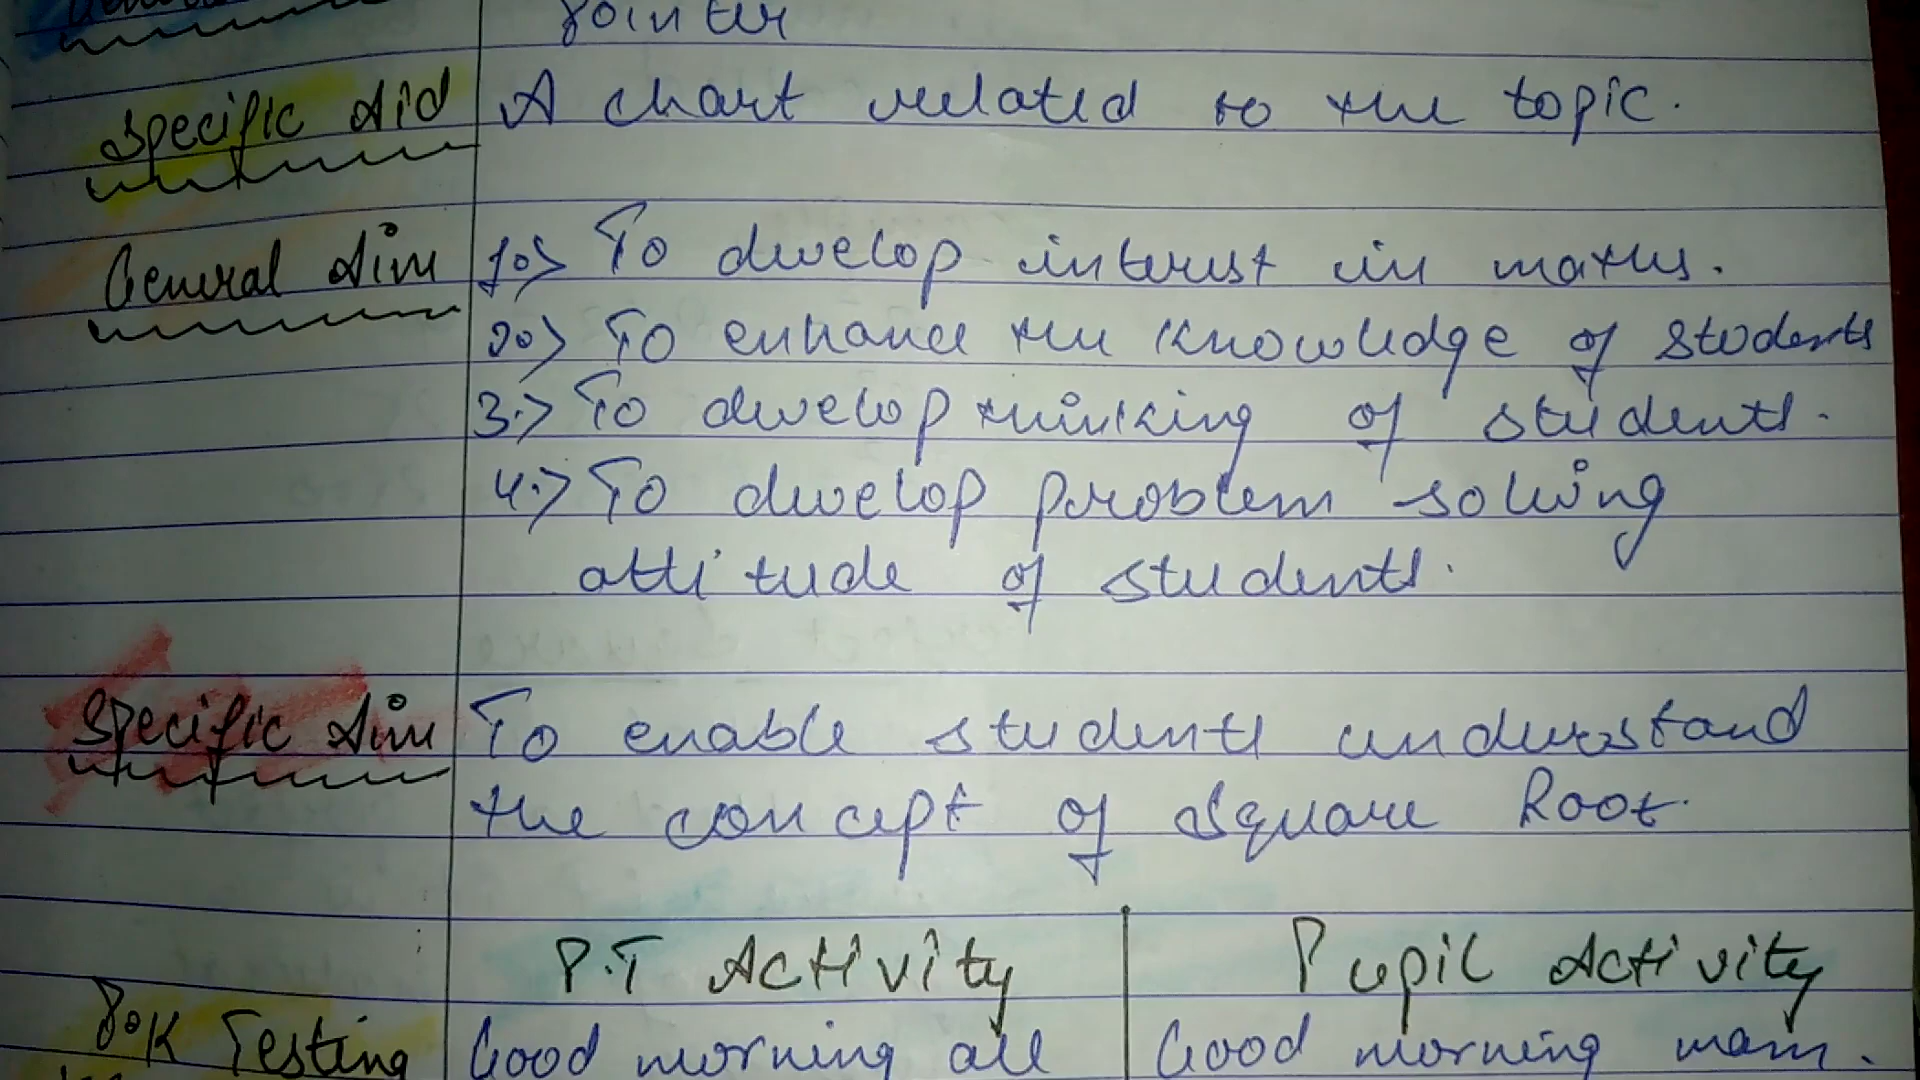 Pointer
Specific Aid A chart related to the topic.
General Aim 1.> To develop interest in maths.
2.> To enhance the knowledge of students
3.> To develop thinking of students.
4.> To develop problem solving
attitude of students.
Specific Aim To enable students understand
the concept of Square Root.
P.T Activity Pupil Activity
P.K Testing Good morning all Good morning mam.